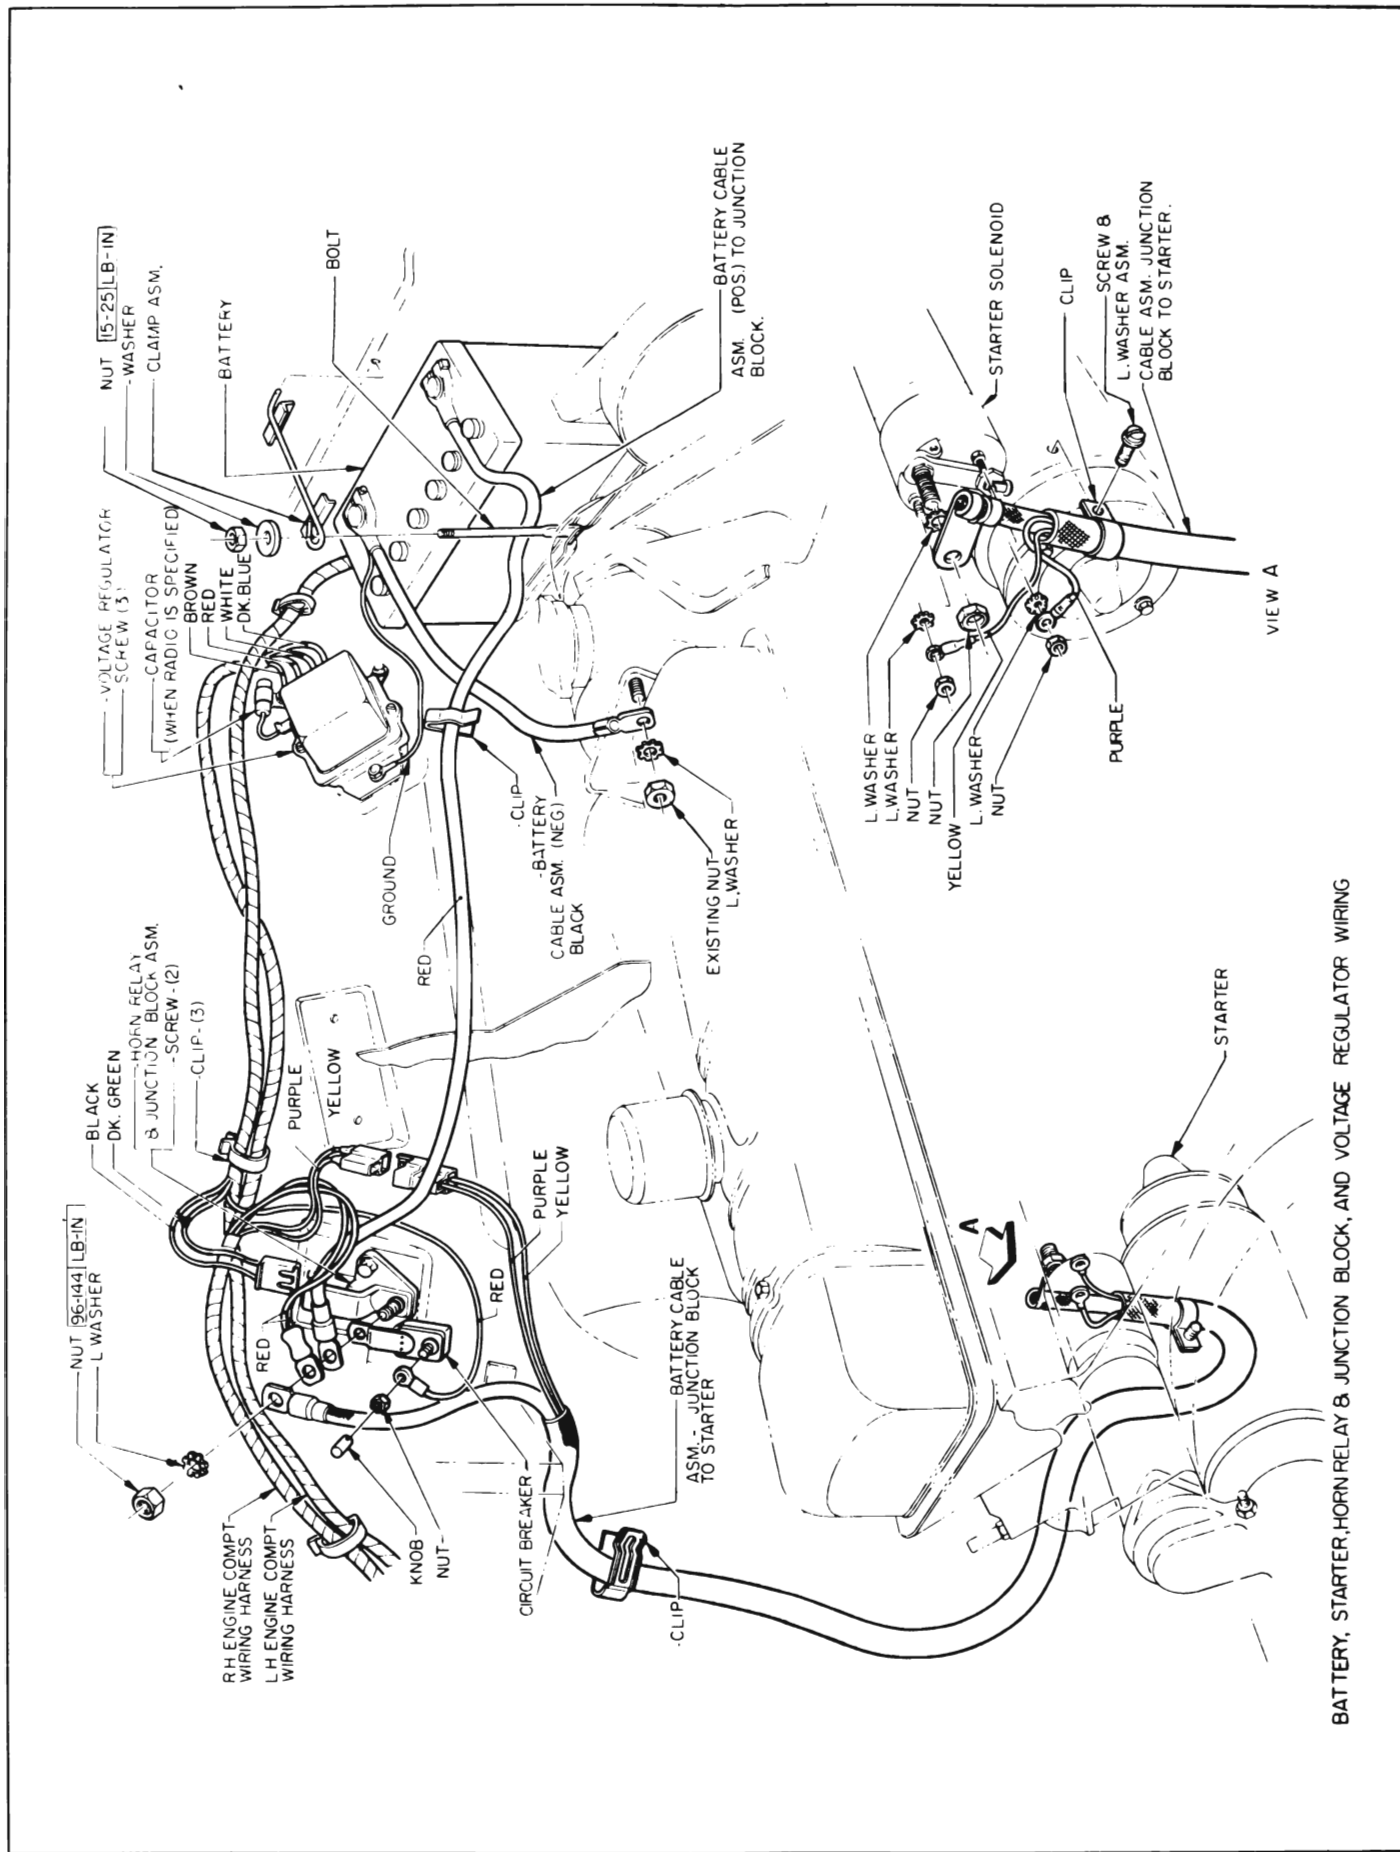 NUT 96-144 LB-IN
L WASHER
BLACK
DK. GREEN
HORN RELAY
& JUNCTION BLOCK ASM.
SCREW-(2)
CLIP-(3)
VOLTAGE REGULATOR
SCREW (3)
CAPACITOR
(WHEN RADIO IS SPECIFIED)
BROWN
RED
WHITE
DK. BLUE
NUT 15-25 LB-IN
WASHER
CLAMP ASM.
BATTERY
BOLT
RH ENGINE COMPT
WIRING HARNESS
LH ENGINE COMPT
WIRING HARNESS
RED
PURPLE
YELLOW
GROUND
RED
KNOB
NUT
RED
PURPLE
YELLOW
CLIP
BATTERY
CABLE ASM. (NEG)
BLACK
CIRCUIT BREAKER
EXISTING NUT
L. WASHER
BATTERY CABLE
ASM. (POS.) TO JUNCTION
BLOCK.
CLIP
BATTERY CABLE
ASM. - JUNCTION BLOCK
TO STARTER
A
STARTER
L. WASHER
L. WASHER
NUT
NUT
YELLOW
L. WASHER
NUT
PURPLE
STARTER SOLENOID
CLIP
SCREW &
L. WASHER ASM.
CABLE ASM. JUNCTION
BLOCK TO STARTER.
VIEW A
BATTERY, STARTER, HORN RELAY & JUNCTION BLOCK, AND VOLTAGE REGULATOR WIRING